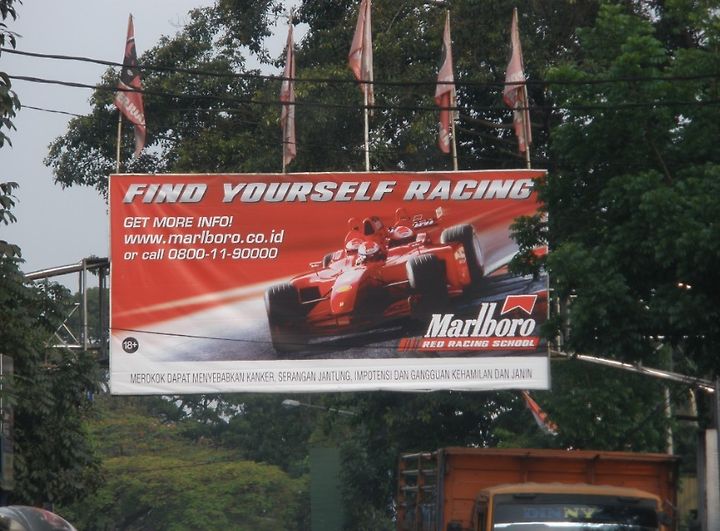 FIND YOURSELF RACING
GET MORE INFO!
www.marlboro.co.id
or call 0800-11-90000
Marlboro
RED RACING SCHOOL
18+
MEROKOK DAPAT MENYEBABKAN KANKER, SERANGAN JANTUNG, IMPOTENSI DAN GANGGUAN KEHAMILAN DAN JANIN